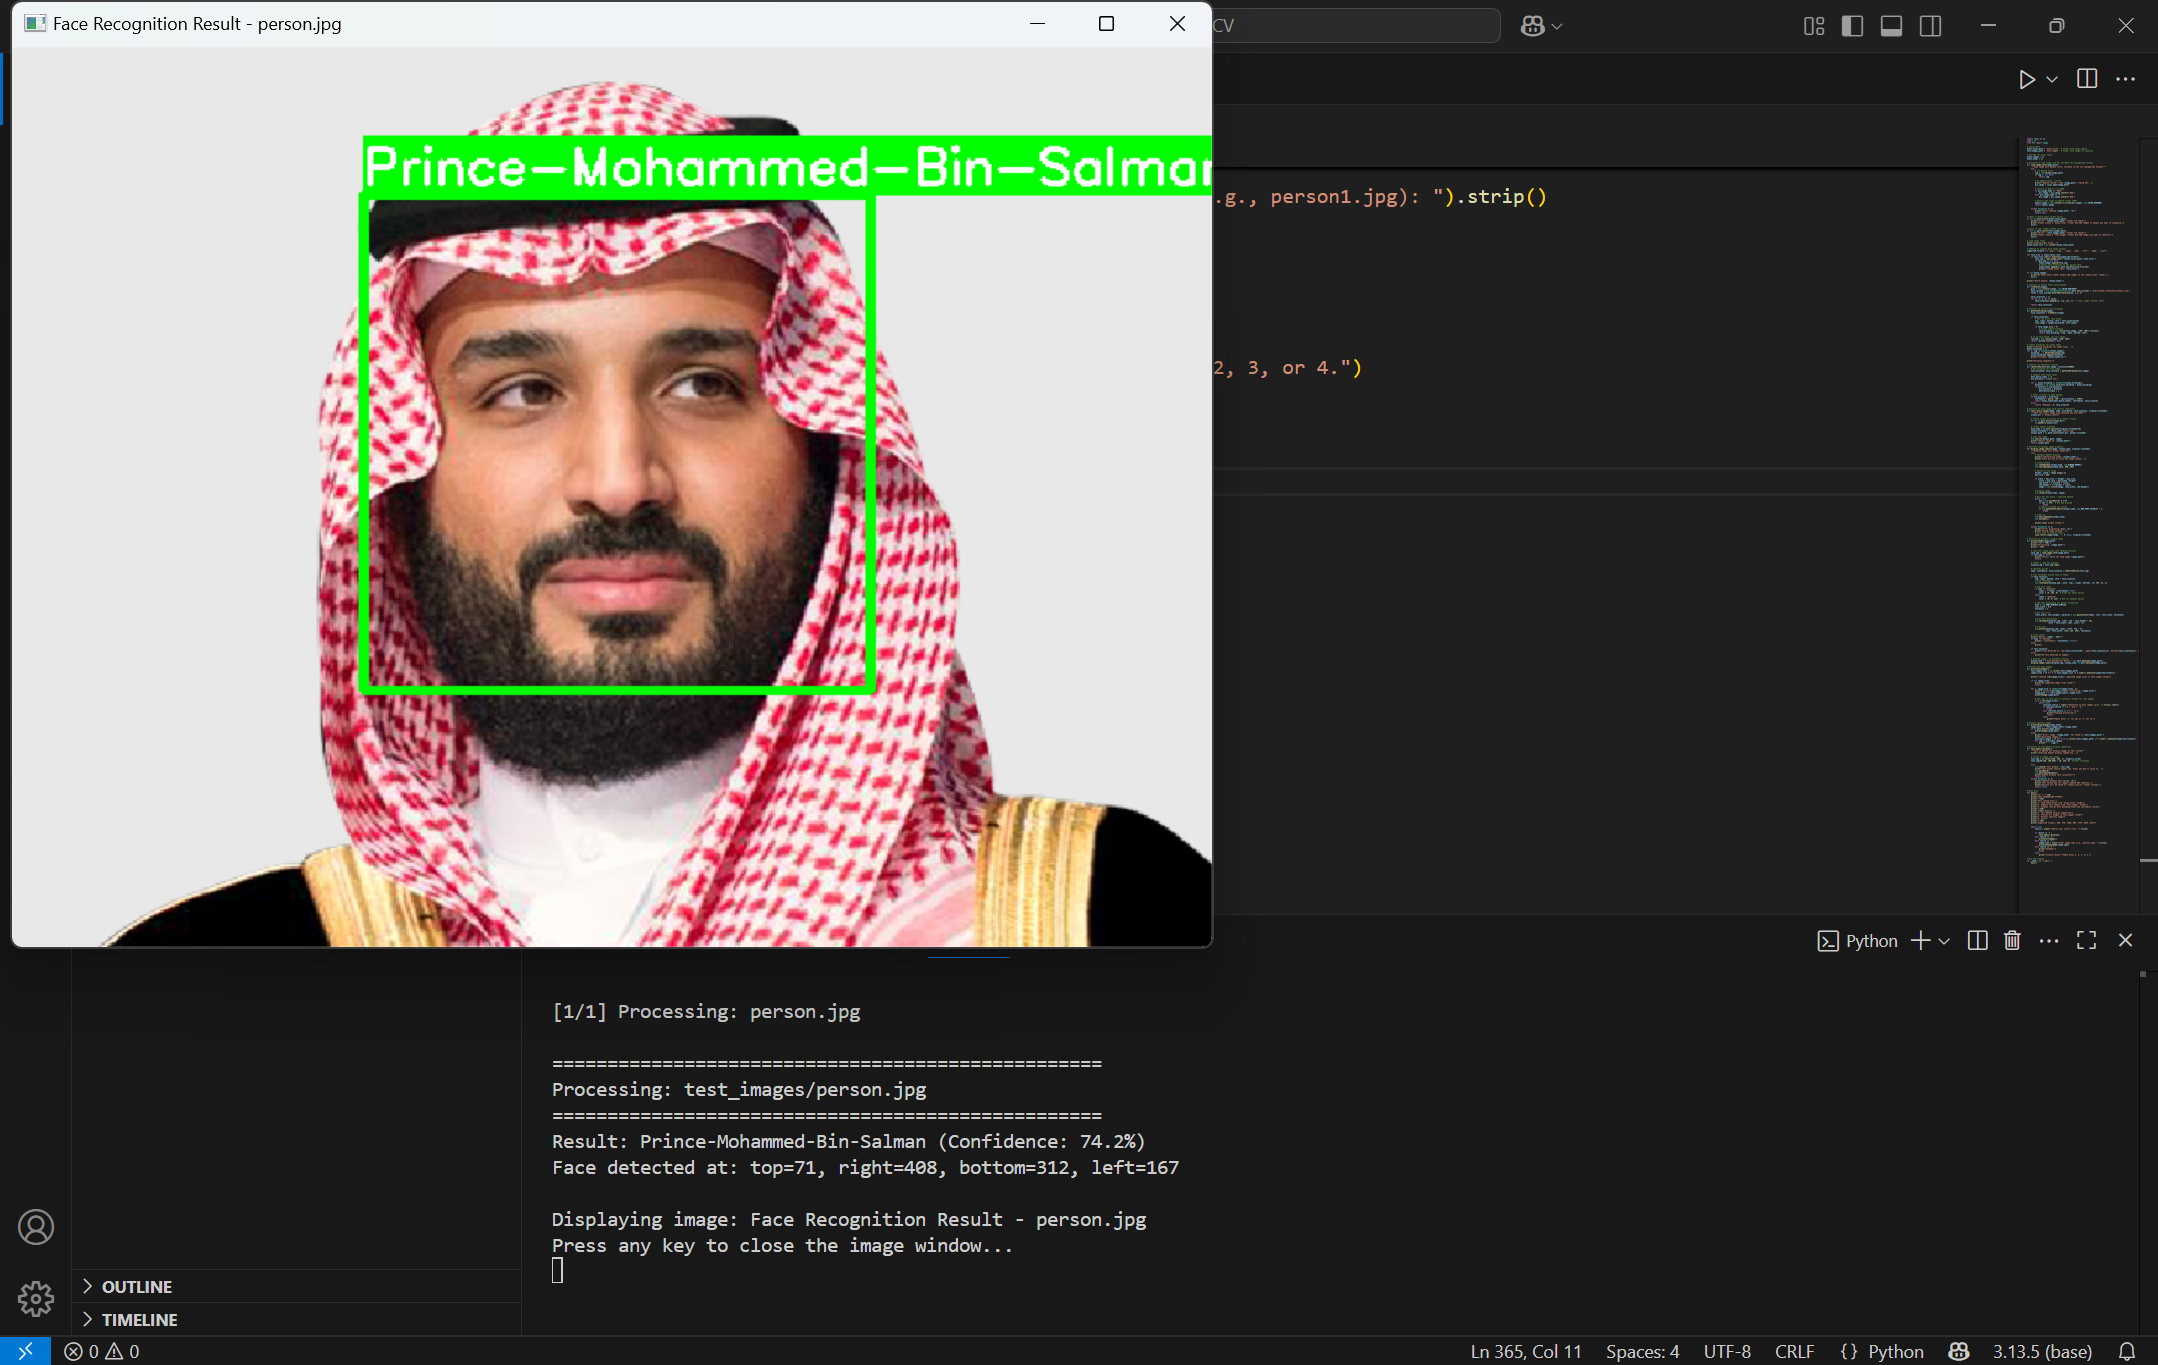 Face Recognition Result - person.jpg
CV
Prince-Mohammed-Bin-Salman
.g., person1.jpg): ").strip()
2, 3, or 4.")
Python
[1/1] Processing: person.jpg
==================================================
Processing: test_images/person.jpg
==================================================
Result: Prince-Mohammed-Bin-Salman (Confidence: 74.2%)
Face detected at: top=71, right=408, bottom=312, left=167
Displaying image: Face Recognition Result - person.jpg
Press any key to close the image window...
OUTLINE
TIMELINE
0 0
Ln 365, Col 11 Spaces: 4 UTF-8 CRLF {} Python 3.13.5 (base)